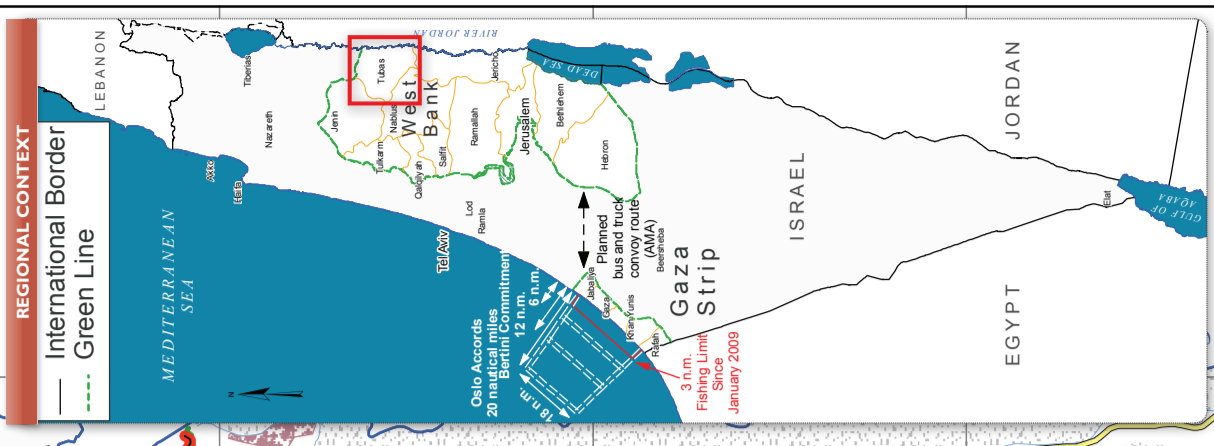 REGIONAL CONTEXT
International Border
Green Line
LEBANON
MEDITERRANEAN
SEA
N
Akko
Haifa
Tiberias
Nazareth
RIVER JORDAN
Jenin
Tubas
Tulkarm
Nablus
Qalqilyah
West
Bank
Salfit
Ramallah
Jericho
Tel Aviv
Lod
Ramla
Jerusalem
DEAD SEA
Bethlehem
Hebron
Oslo Accords
20 nautical miles
Bertini Commitment
12 n.m.
6 n.m.
18 n.m.
Planned
bus and truck
convoy route
(AMA)
Beersheba
Jabaliya
Gaza
Khan Yunis
Rafah
Gaza
Strip
3 n.m.
Fishing Limit
Since
January 2009
ISRAEL
JORDAN
EGYPT
Elat
GULF OF
AQABA